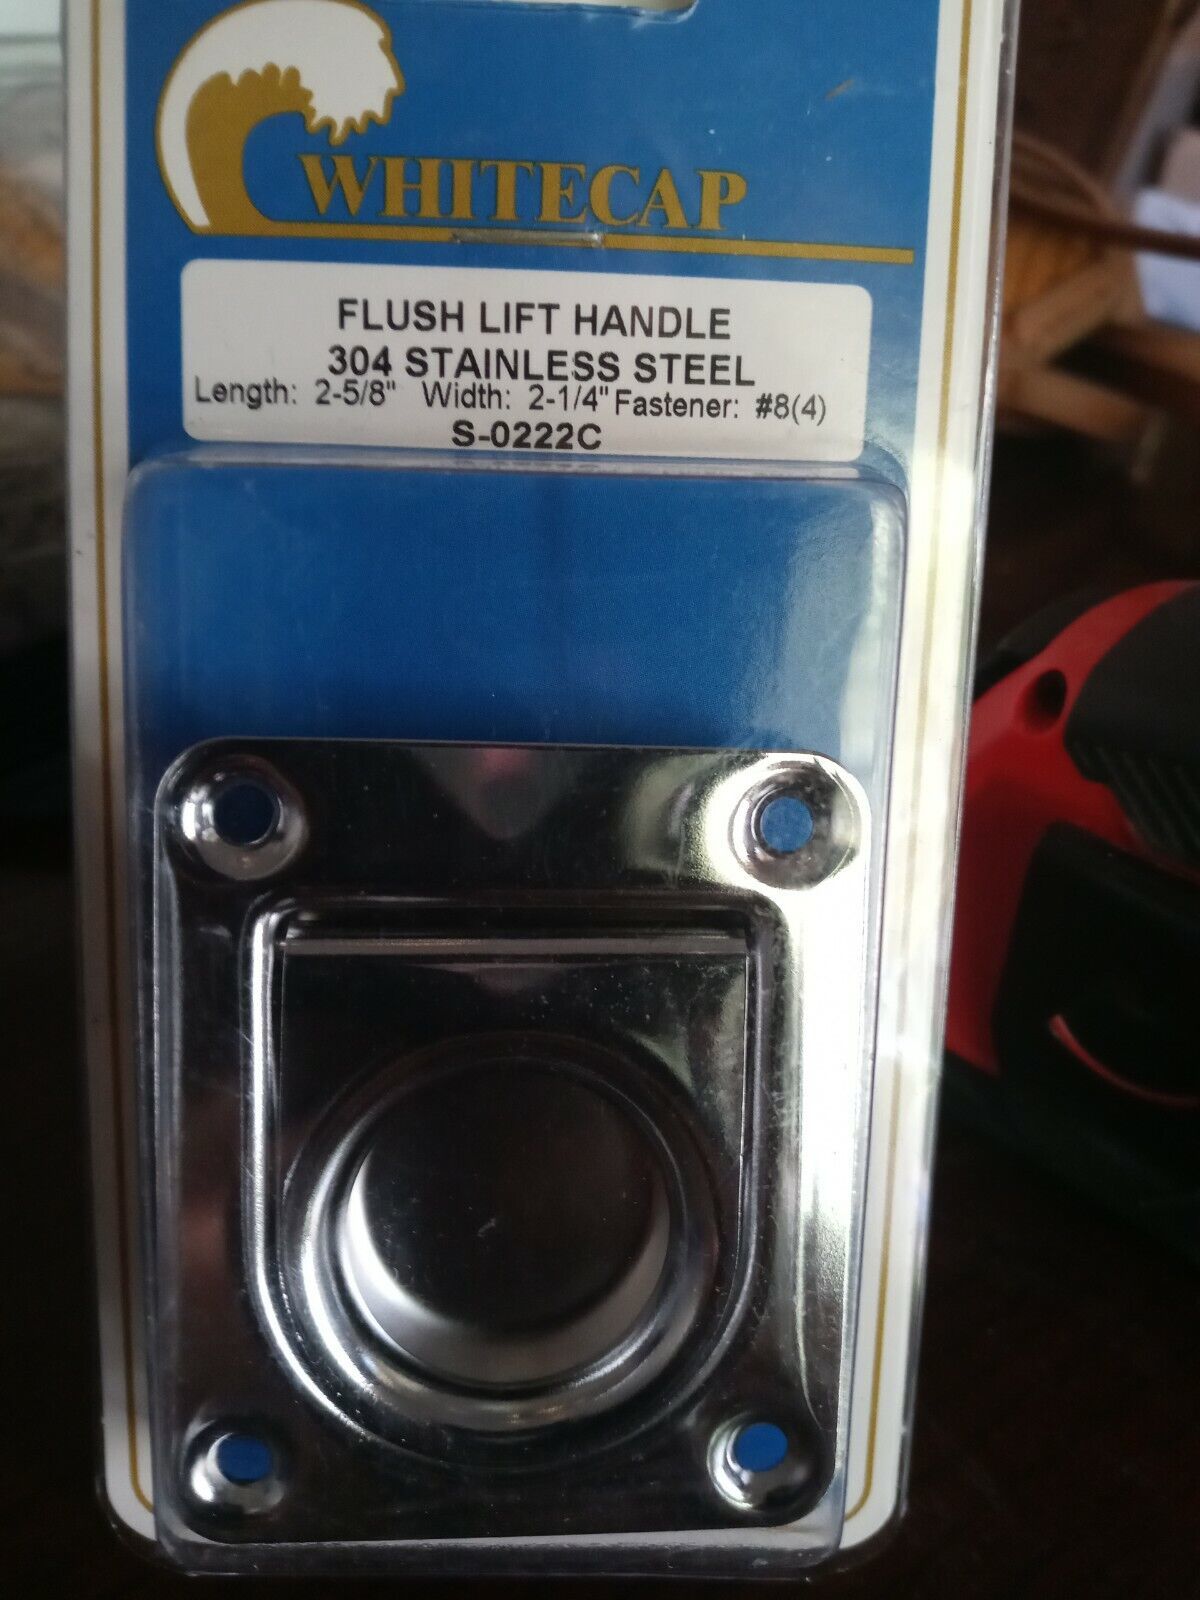 WHITECAP
FLUSH LIFT HANDLE
304 STAINLESS STEEL
Length: 2-5/8" Width: 2-1/4" Fastener: #8(4)
S-0222C